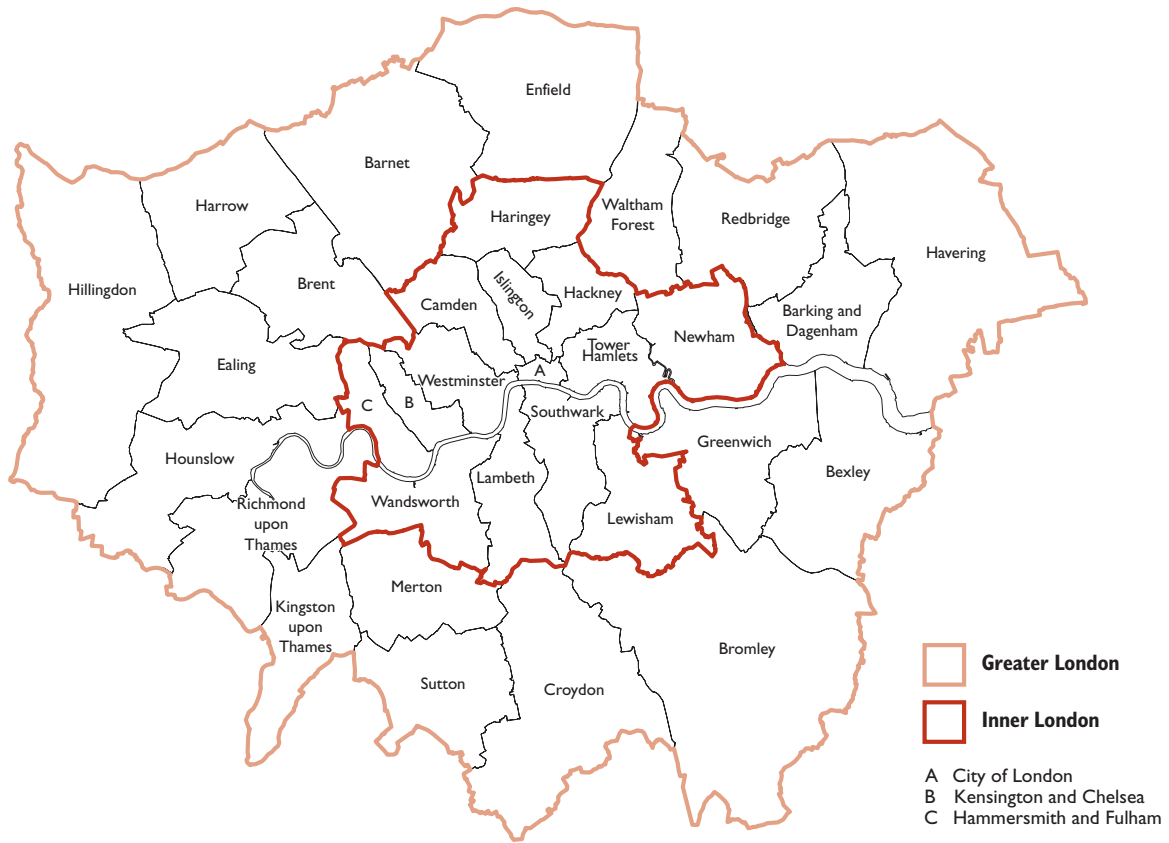 Enfield
Barnet
Harrow
Haringey
Waltham
Forest
Redbridge
Havering
Hillingdon
Brent
Camden
Islington
Hackney
Newham
Barking and
Dagenham
Ealing
Tower
Hamlets
Westminster
A
B
C
Southwark
Greenwich
Hounslow
Bexley
Richmond
upon
Thames
Wandsworth
Lambeth
Lewisham
Merton
Kingston
upon
Thames
Sutton
Croydon
Bromley
Greater London
Inner London
A City of London
B Kensington and Chelsea
C Hammersmith and Fulham